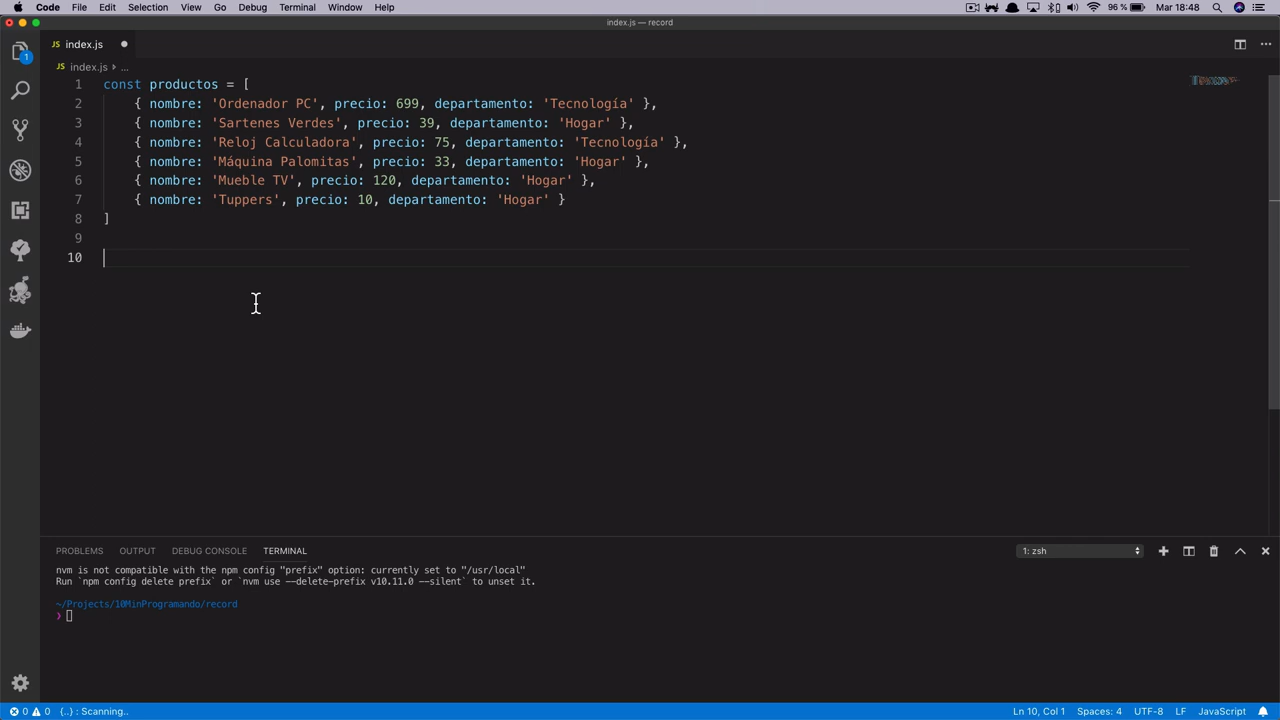 Code File Edit Selection View Go Debug Terminal Window Help 96 % Mar 18:48
index.js — record
JS index.js
JS index.js ...
1 const productos = [
2 { nombre: 'Ordenador PC', precio: 699, departamento: 'Tecnología' },
3 { nombre: 'Sartenes Verdes', precio: 39, departamento: 'Hogar' },
4 { nombre: 'Reloj Calculadora', precio: 75, departamento: 'Tecnología' },
5 { nombre: 'Máquina Palomitas', precio: 33, departamento: 'Hogar' },
6 { nombre: 'Mueble TV', precio: 120, departamento: 'Hogar' },
7 { nombre: 'Tuppers', precio: 10, departamento: 'Hogar' }
8 ]
9
10
1
PROBLEMS OUTPUT DEBUG CONSOLE TERMINAL 1: zsh
nvm is not compatible with the npm config "prefix" option: currently set to "/usr/local"
Run `npm config delete prefix` or `nvm use --delete-prefix v10.11.0 --silent` to unset it.
~/Projects/10MinProgramando/record
❯
0 0 {..} : Scanning.. Ln 10, Col 1 Spaces: 4 UTF-8 LF JavaScript